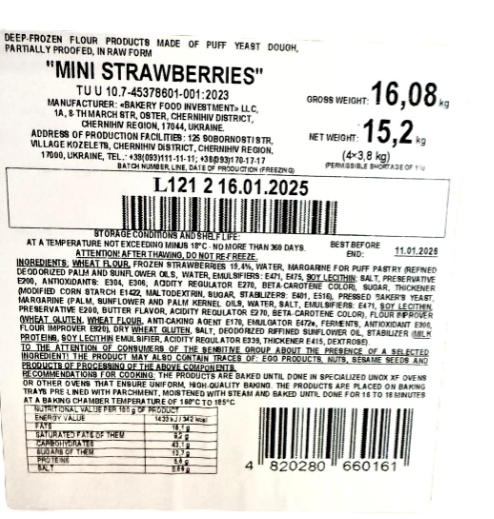 DEEP-FROZEN FLOUR PRODUCTS MADE OF PUFF YEAST DOUGH,
PARTIALLY PROOFED, IN RAW FORM
"MINI STRAWBERRIES"
TU U 10.7-45378601-001:2023
MANUFACTURER: «BAKERY FOOD INVESTMENT» LLC,
1A, 8 TH MARCH STR, OSTER, CHERNIHIV DISTRICT,
CHERNIHIV REGION, 17044, UKRAINE.
ADDRESS OF PRODUCTION FACILITIES: 125 SOBORNOSTI STR,
VILLAGE KOZELETS, CHERNIHIV DISTRICT, CHERNIHIV REGION,
17000, UKRAINE, TEL.: +38(093)111-11-11; +38(093)170-17-17
BATCH NUMBER LINE, DATE OF PRODUCTION (FREEZING)
GROSS WEIGHT: 16,08 kg
NET WEIGHT: 15,2 kg
(4×3,8 kg)
(PERMISSIBLE SHORTAGE OF
L121 2 16.01.2025
STORAGE CONDITIONS AND SHELF LIFE:
AT A TEMPERATURE NOT EXCEEDING MINUS 18°C - NO MORE THAN 360 DAYS.
ATTENTION! AFTER THAWING, DO NOT RE-FREEZE.
BEST BEFORE
END: 11.01.2026
INGREDIENTS: WHEAT FLOUR, FROZEN STRAWBERRIES 19,4%, WATER, MARGARINE FOR PUFF PASTRY (REFINED
DEODORIZED PALM AND SUNFLOWER OILS, WATER, EMULSIFIERS: E471, E475, SOY LECITHIN; SALT, PRESERVATIVE
E200, ANTIOXIDANTS: E304, E306, ACIDITY REGULATOR E270, BETA-CAROTENE COLOR), SUGAR, THICKENER
(MODIFIED CORN STARCH E1422, MALTODEXTRIN, SUGAR, STABILIZERS: E401, E516), PRESSED BAKER'S YEAST,
MARGARINE (PALM, SUNFLOWER AND PALM KERNEL OILS, WATER, SALT, EMULSIFIERS: E471, SOY LECITHIN,
PRESERVATIVE E200, BUTTER FLAVOR, ACIDITY REGULATOR E270, BETA-CAROTENE COLOR), FLOUR IMPROVER
(WHEAT GLUTEN, WHEAT FLOUR, ANTI-CAKING AGENT E170, EMULGATOR E472e, FERMENTS, ANTIOXIDANT E300,
FLOUR IMPROVER E920), DRY WHEAT GLUTEN, SALT, DEODORIZED REFINED SUNFLOWER OIL, STABILIZER (MILK
PROTEINS, SOY LECITHIN EMULSIFIER, ACIDITY REGULATOR E339, THICKENER E415, DEXTROSE).
TO THE ATTENTION OF CONSUMERS OF THE SENSITIVE GROUP ABOUT THE PRESENCE OF A SELECTED
INGREDIENT! THE PRODUCT MAY ALSO CONTAIN TRACES OF: EGG PRODUCTS, NUTS, SESAME SEEDS AND
PRODUCTS OF PROCESSING OF THE ABOVE COMPONENTS.
RECOMMENDATIONS FOR COOKING: THE PRODUCTS ARE BAKED UNTIL DONE IN SPECIALIZED UNOX XF OVENS
OR OTHER OVENS THAT ENSURE UNIFORM, HIGH-QUALITY BAKING. THE PRODUCTS ARE PLACED ON BAKING
TRAYS PRE LINED WITH PARCHMENT, MOISTENED WITH STEAM AND BAKED UNTIL DONE FOR 16 TO 18 MINUTES
AT A BAKING CHAMBER TEMPERATURE OF 180°C TO 185°C
NUTRITIONAL VALUE PER 100 g OF PRODUCT
ENERGY VALUE
FATS
SATURATED FATS OF THEM
CARBOHYDRATES
SUGARS OF THEM
PROTEINS
SALT
4 820280 660161